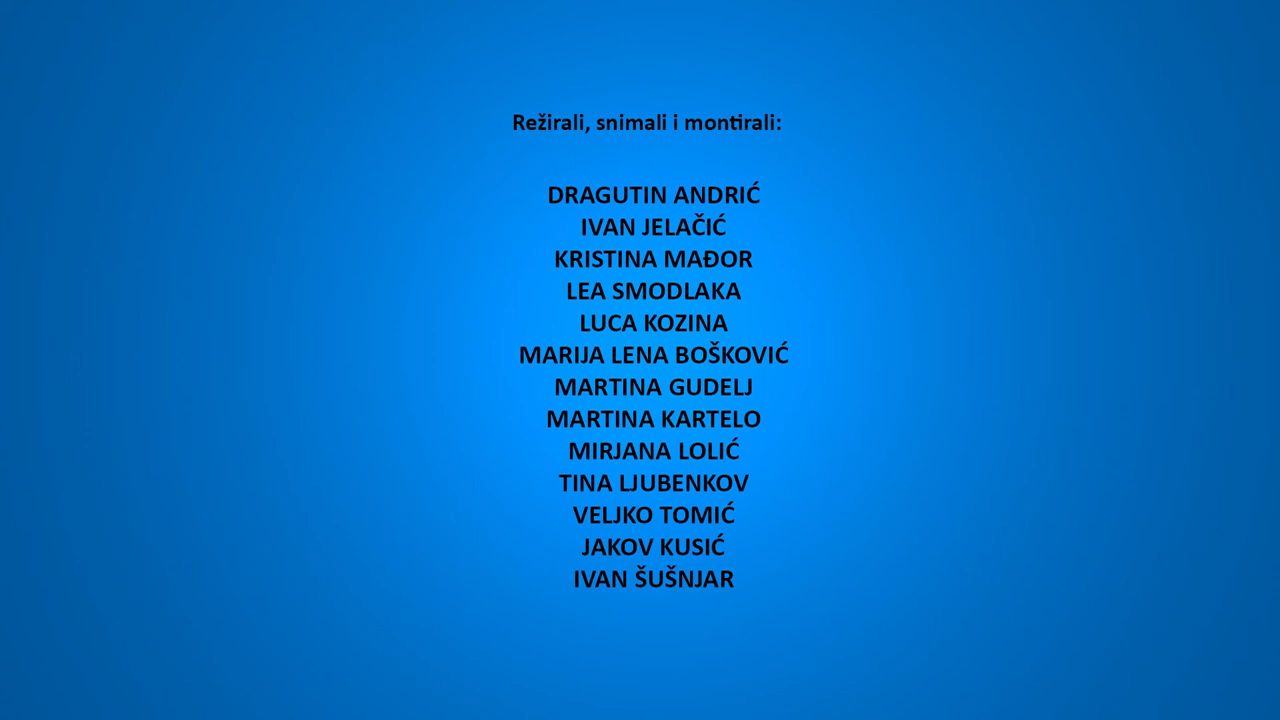 Režirali, snimali i montirali:
DRAGUTIN ANDRIĆ
IVAN JELAČIĆ
KRISTINA MAĐOR
LEA SMODLAKA
LUCA KOZINA
MARIJA LENA BOŠKOVIĆ
MARTINA GUDELJ
MARTINA KARTELO
MIRJANA LOLIĆ
TINA LJUBENKOV
VELJKO TOMIĆ
JAKOV KUSIĆ
IVAN ŠUŠNJAR